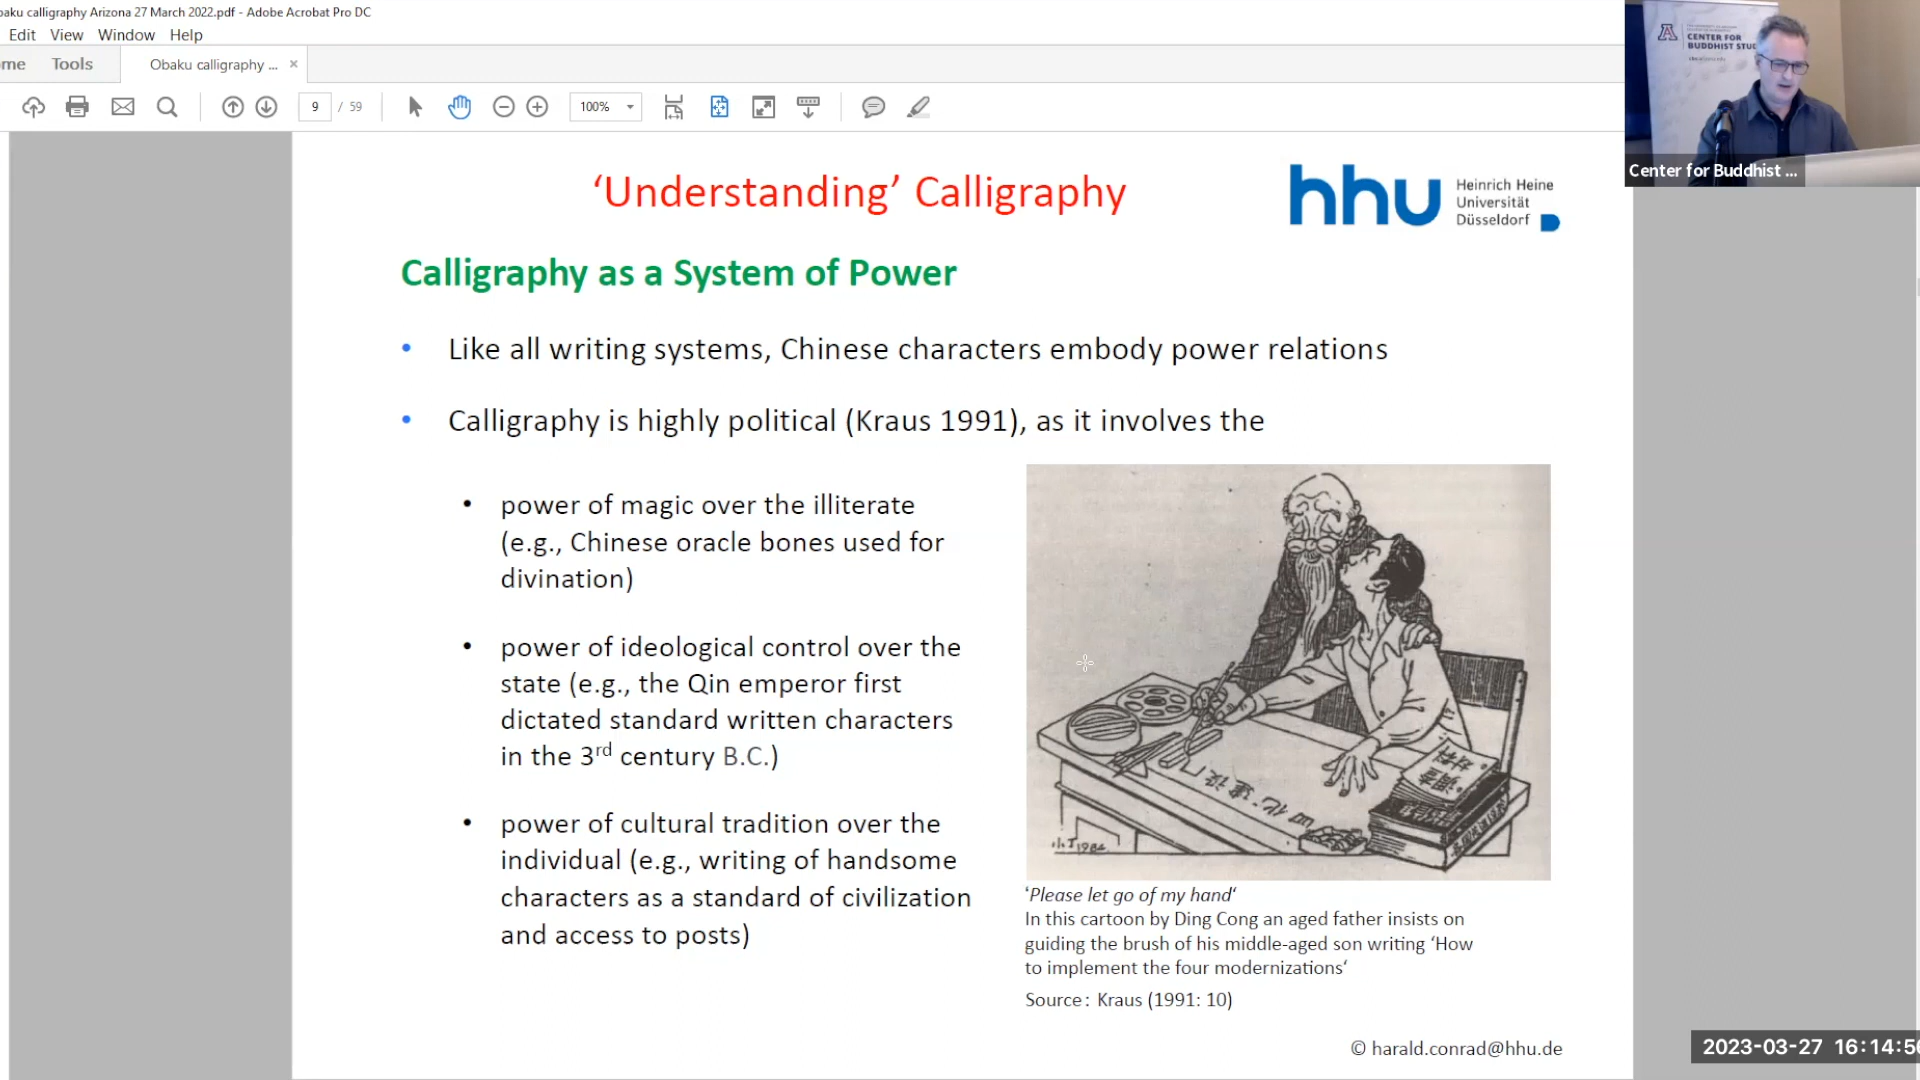 baku calligraphy Arizona 27 March 2022.pdf - Adobe Acrobat Pro DC
Edit View Window Help
me Tools Obaku calligraphy ... ×
9 / 59 100%
CENTER FOR
BUDDHIST STU
Center for Buddhist ...
‘Understanding’ Calligraphy
hhu Heinrich Heine
Universität
Düsseldorf
Calligraphy as a System of Power
• Like all writing systems, Chinese characters embody power relations
• Calligraphy is highly political (Kraus 1991), as it involves the
• power of magic over the illiterate
(e.g., Chinese oracle bones used for
divination)
• power of ideological control over the
state (e.g., the Qin emperor first
dictated standard written characters
in the 3rd century B.C.)
• power of cultural tradition over the
individual (e.g., writing of handsome
characters as a standard of civilization
and access to posts)
调查
‘Please let go of my hand‘
In this cartoon by Ding Cong an aged father insists on
guiding the brush of his middle-aged son writing ‘How
to implement the four modernizations‘
Source: Kraus (1991: 10)
© harald.conrad@hhu.de
2023-03-27 16:14:5